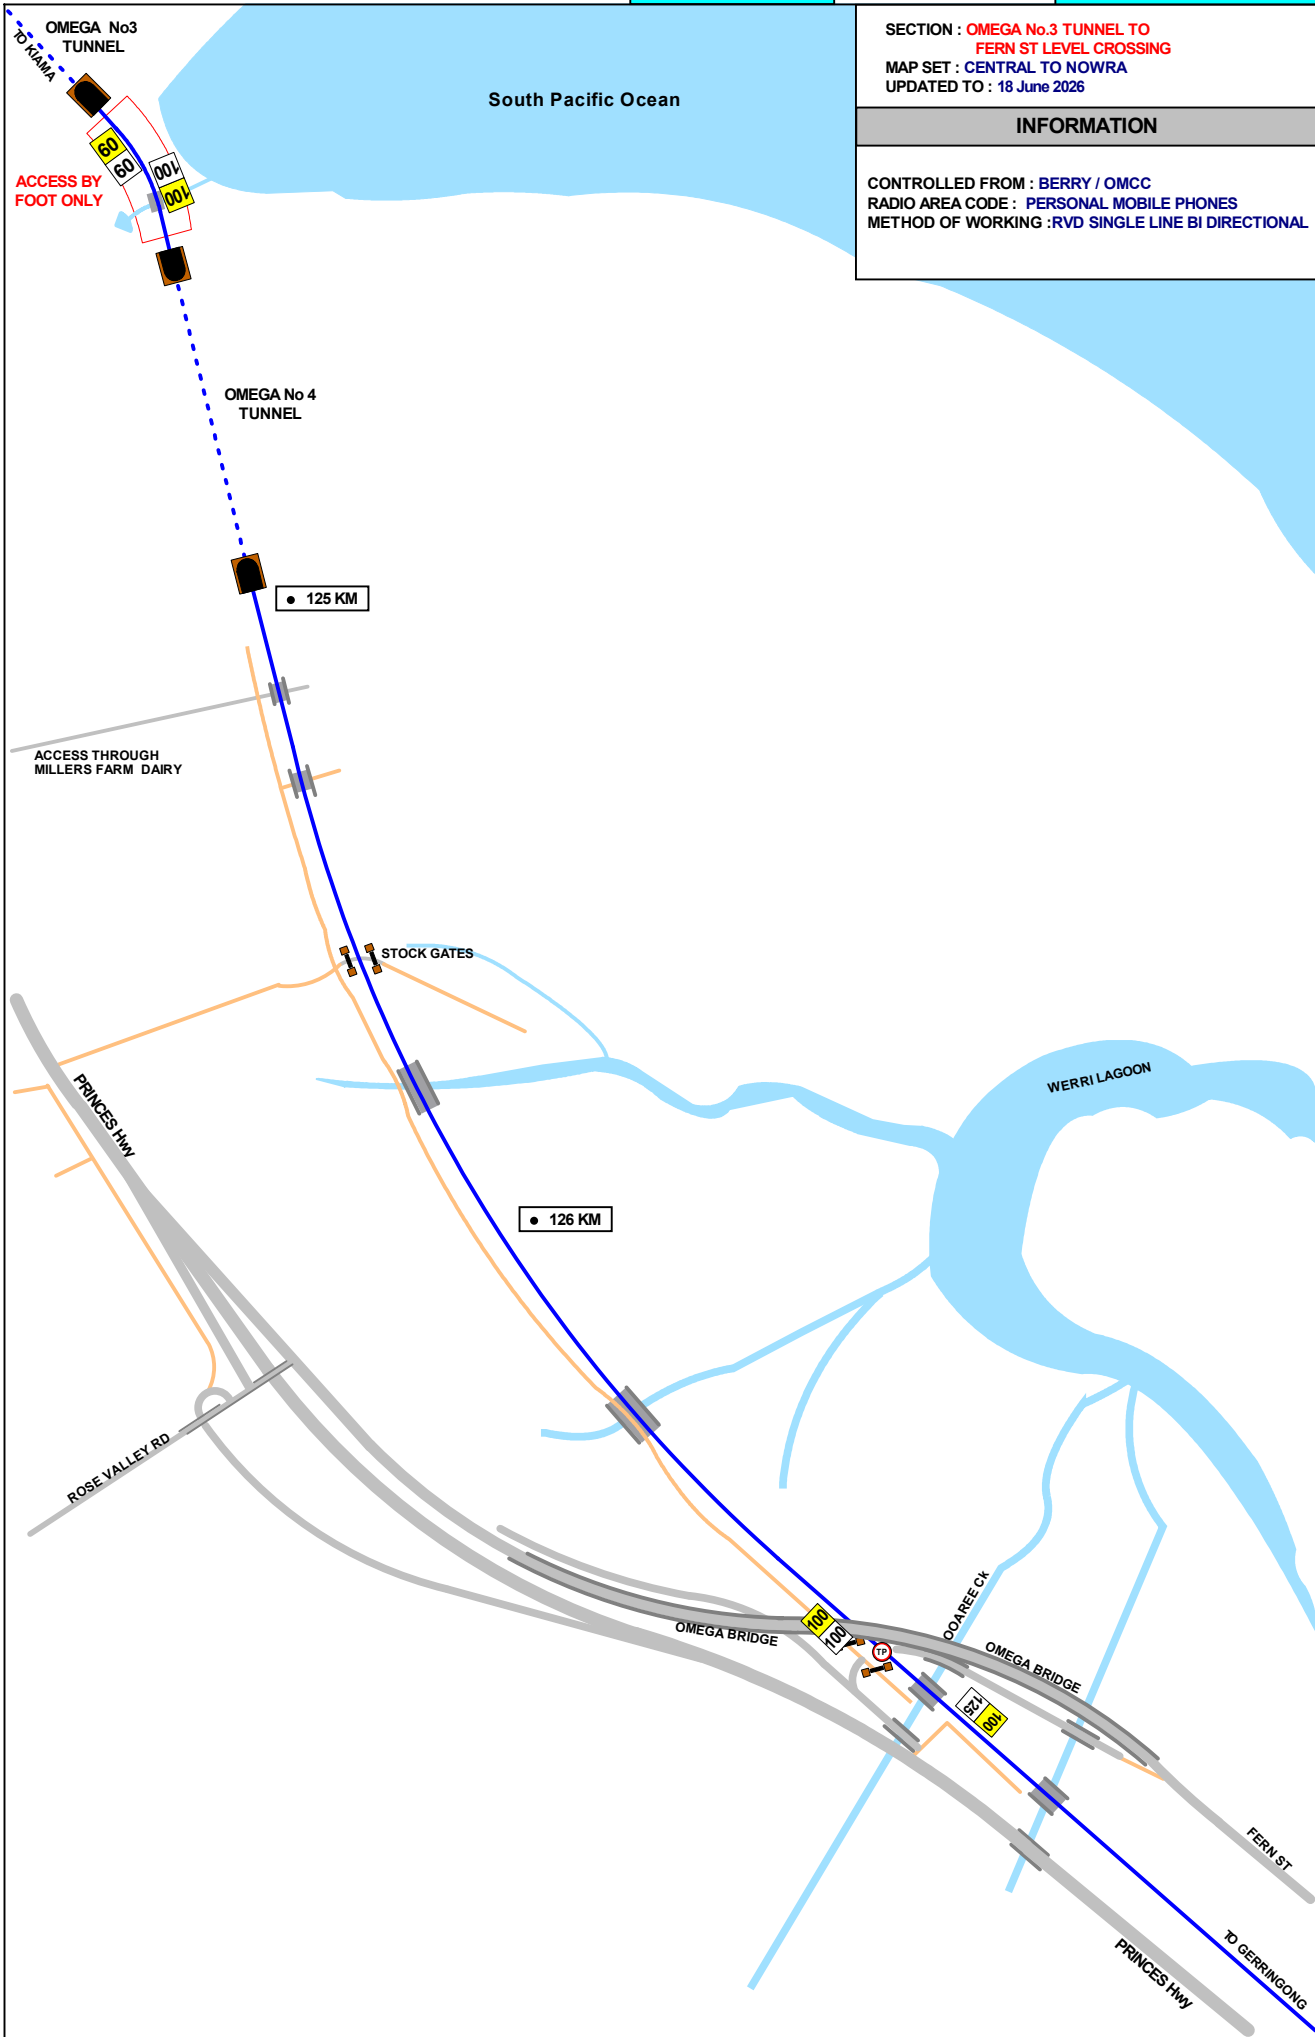 OMEGA No3
TUNNEL
TO KIAMA
SECTION : OMEGA No.3 TUNNEL TO
FERN ST LEVEL CROSSING
MAP SET : CENTRAL TO NOWRA
UPDATED TO : 18 June 2026
INFORMATION
CONTROLLED FROM : BERRY / OMCC
RADIO AREA CODE : PERSONAL MOBILE PHONES
METHOD OF WORKING :RVD SINGLE LINE BI DIRECTIONAL
South Pacific Ocean
60
60
100
100
ACCESS BY
FOOT ONLY
OMEGA No 4
TUNNEL
125 KM
ACCESS THROUGH
MILLERS FARM DAIRY
STOCK GATES
PRINCES Hwy
WERRI LAGOON
126 KM
ROSE VALLEY RD
OMEGA BRIDGE
100
100
TP
OOAREE Ck
OMEGA BRIDGE
125
100
FERN ST
TO GERRINGONG
PRINCES Hwy